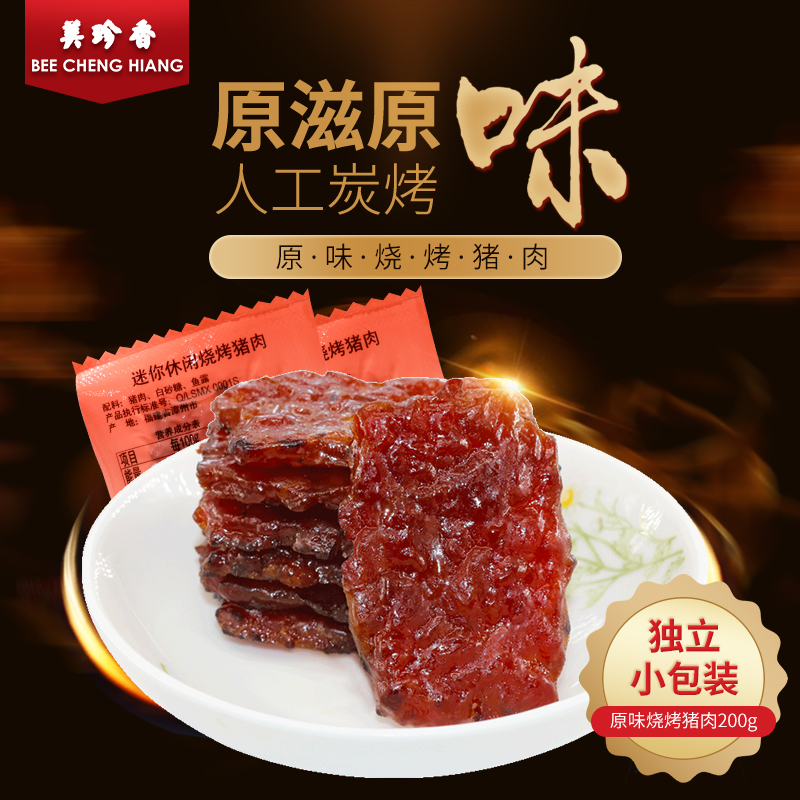 美珍香
BEE CHENG HIANG
原滋原味
人工炭烤
原·味·烧·烤·猪·肉
迷你休闲烧烤猪肉
配料：猪肉、白砂糖、鱼露
产品执行标准号：Q/LSMX 0001S
产 地：福建省漳州市
营养成分表
项目
每100g
能量
烧烤猪肉
独立
小包装
原味烧烤猪肉200g